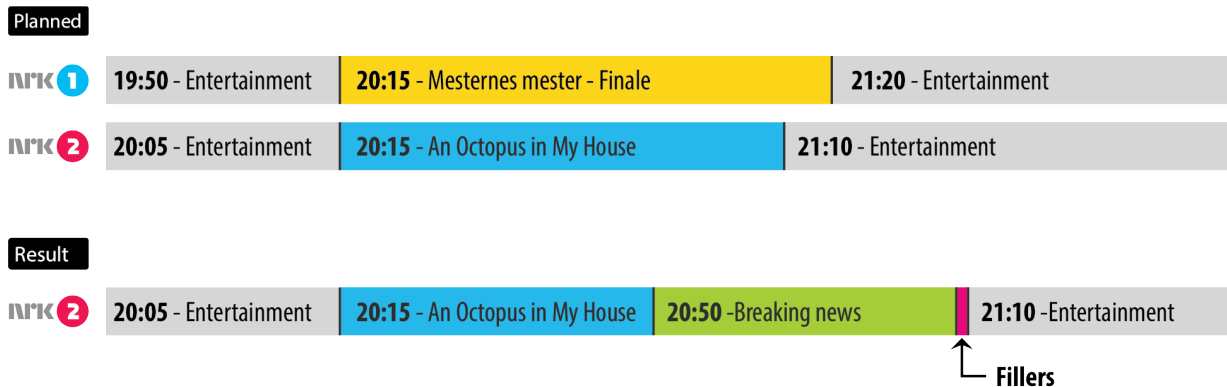 Planned
nrk 1 19:50 - Entertainment 20:15 - Mesternes mester - Finale 21:20 - Entertainment
nrk 2 20:05 - Entertainment 20:15 - An Octopus in My House 21:10 - Entertainment
Result
nrk 2 20:05 - Entertainment 20:15 - An Octopus in My House 20:50 -Breaking news 21:10 -Entertainment
Fillers